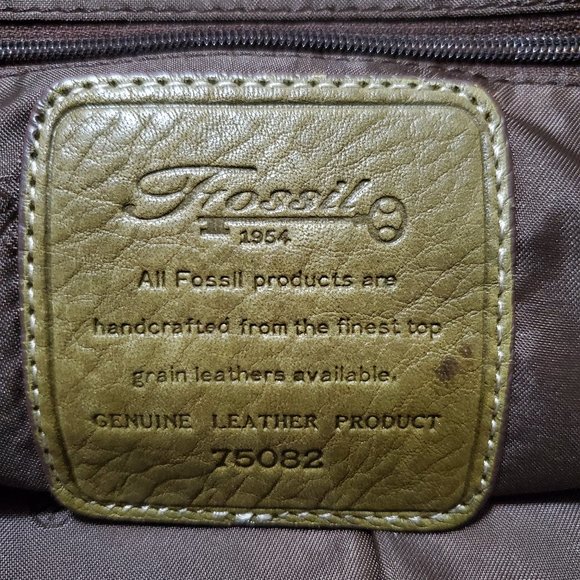 Fossil
1954
All Fossil products are
handcrafted from the finest top
grain leathers available.
GENUINE LEATHER PRODUCT
75082